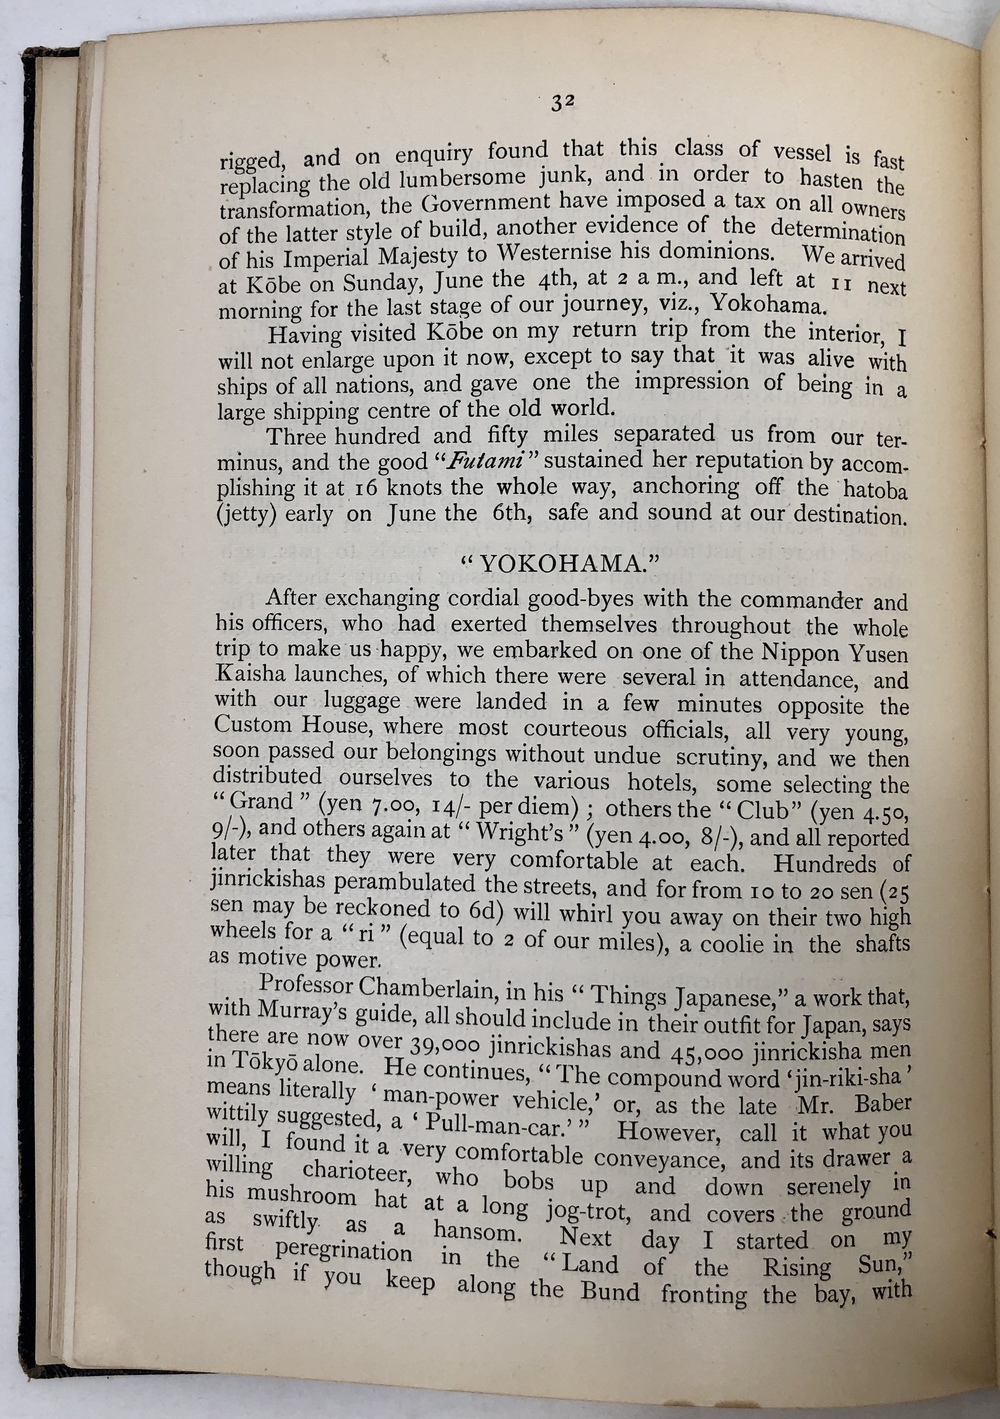 32
rigged, and on enquiry found that this class of vessel is fast
replacing the old lumbersome junk, and in order to hasten the
transformation, the Government have imposed a tax on all owners
of the latter style of build, another evidence of the determination
of his Imperial Majesty to Westernise his dominions. We arrived
at Kōbe on Sunday, June the 4th, at 2 a m., and left at 11 next
morning for the last stage of our journey, viz., Yokohama.
Having visited Kōbe on my return trip from the interior, I
will not enlarge upon it now, except to say that it was alive with
ships of all nations, and gave one the impression of being in a
large shipping centre of the old world.
Three hundred and fifty miles separated us from our ter-
minus, and the good "Futami" sustained her reputation by accom-
plishing it at 16 knots the whole way, anchoring off the hatoba
(jetty) early on June the 6th, safe and sound at our destination.
"YOKOHAMA."
After exchanging cordial good-byes with the commander and
his officers, who had exerted themselves throughout the whole
trip to make us happy, we embarked on one of the Nippon Yusen
Kaisha launches, of which there were several in attendance, and
with our luggage were landed in a few minutes opposite the
Custom House, where most courteous officials, all very young,
soon passed our belongings without undue scrutiny, and we then
distributed ourselves to the various hotels, some selecting the
"Grand" (yen 7.00, 14/- per diem) ; others the "Club" (yen 4.50,
9/-), and others again at "Wright's" (yen 4.00, 8/-), and all reported
later that they were very comfortable at each. Hundreds of
jinrickishas perambulated the streets, and for from 10 to 20 sen (25
sen may be reckoned to 6d) will whirl you away on their two high
wheels for a "ri" (equal to 2 of our miles), a coolie in the shafts
as motive power.
Professor Chamberlain, in his "Things Japanese," a work that,
with Murray's guide, all should include in their outfit for Japan, says
there are now over 39,000 jinrickishas and 45,000 jinrickisha men
in Tōkyō alone. He continues, "The compound word 'jin-riki-sha'
means literally 'man-power vehicle,' or, as the late Mr. Baber
wittily suggested, a 'Pull-man-car.'" However, call it what you
will, I found it a very comfortable conveyance, and its drawer a
willing charioteer, who bobs up and down serenely in
his mushroom hat at a long jog-trot, and covers the ground
as swiftly as a hansom. Next day I started on my
first peregrination in the "Land of the Rising Sun,"
though if you keep along the Bund fronting the bay, with